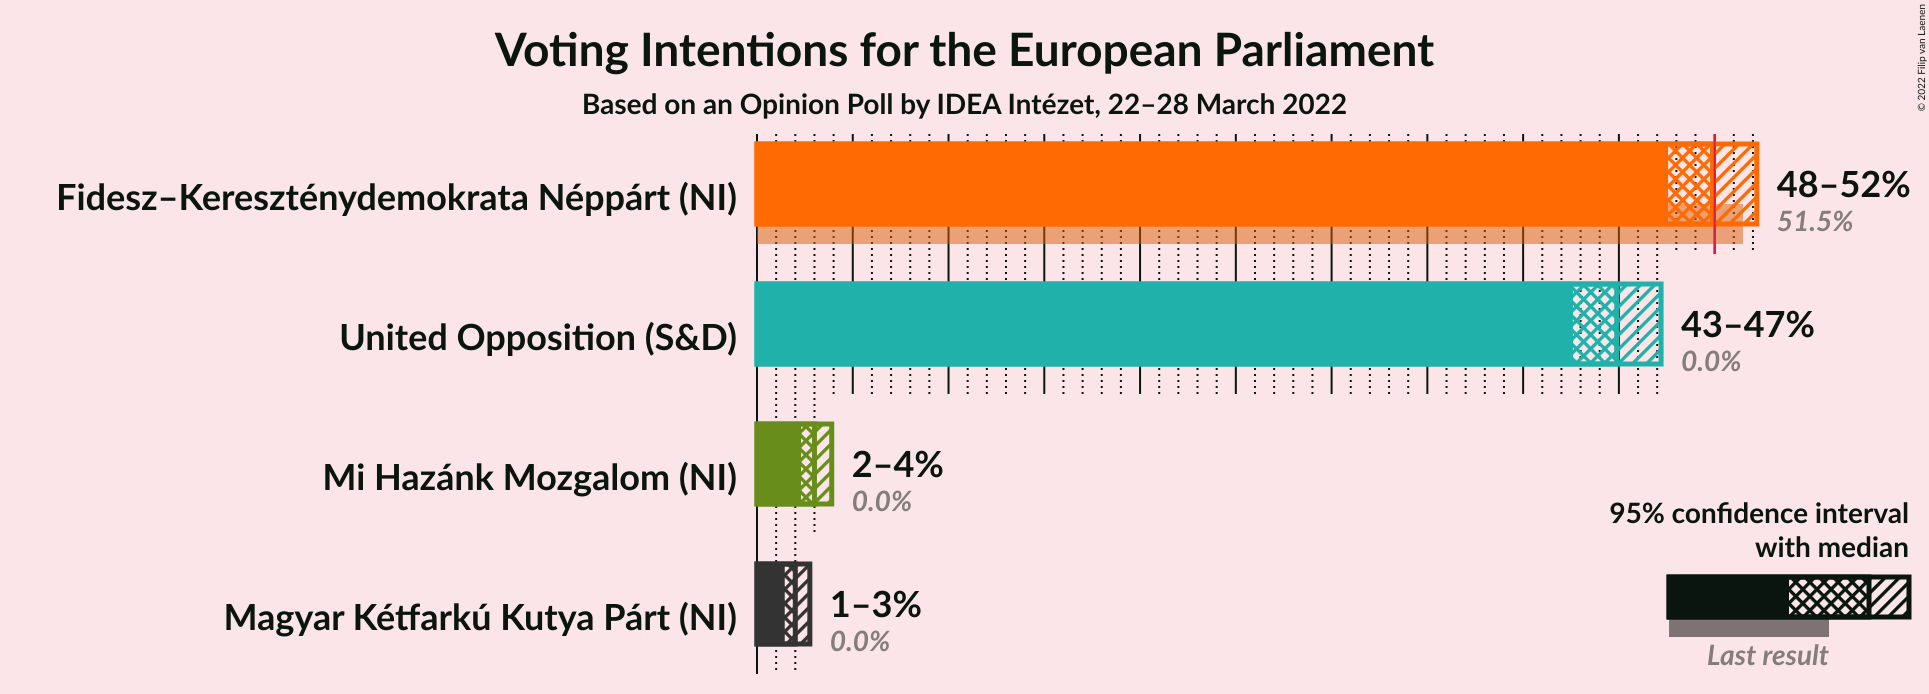 Voting Intentions for the European Parliament
Based on an Opinion Poll by IDEA Intézet, 22–28 March 2022
© 2022 Filip van Laenen
Fidesz–Kereszténydemokrata Néppárt (NI)
48–52%
51.5%
United Opposition (S&D)
43–47%
0.0%
Mi Hazánk Mozgalom (NI)
2–4%
0.0%
Magyar Kétfarkú Kutya Párt (NI)
1–3%
0.0%
95% confidence interval
with median
Last result